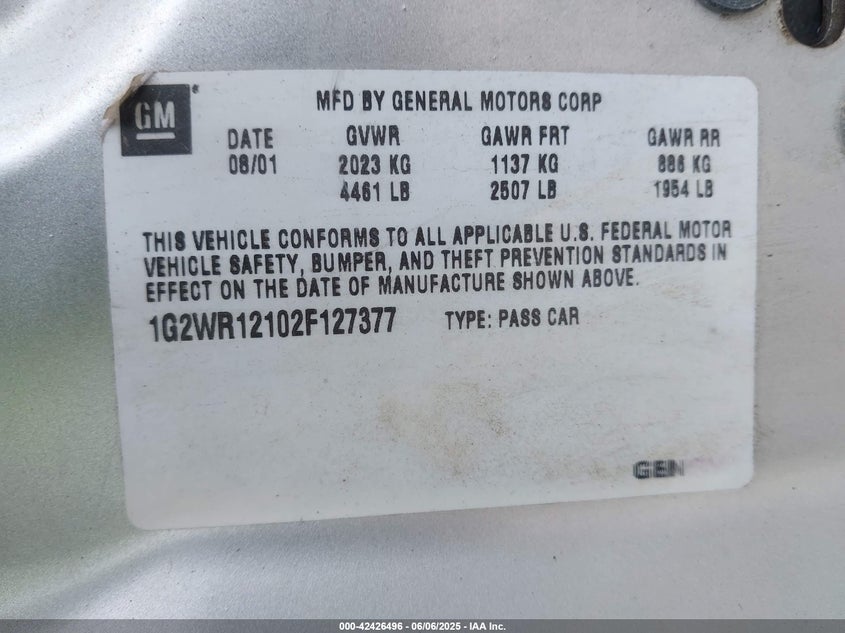 GM
MFD BY GENERAL MOTORS CORP
DATE GVWR GAWR FRT GAWR RR
08/01 2023 KG 1137 KG 886 KG
4461 LB 2507 LB 1954 LB
THIS VEHICLE CONFORMS TO ALL APPLICABLE U.S. FEDERAL MOTOR
VEHICLE SAFETY, BUMPER, AND THEFT PREVENTION STANDARDS IN
EFFECT ON THE DATE OF MANUFACTURE SHOWN ABOVE.
1G2WR12102F127377 TYPE: PASS CAR
GEN
000-42426496 - 06/06/2025 - IAA Inc.